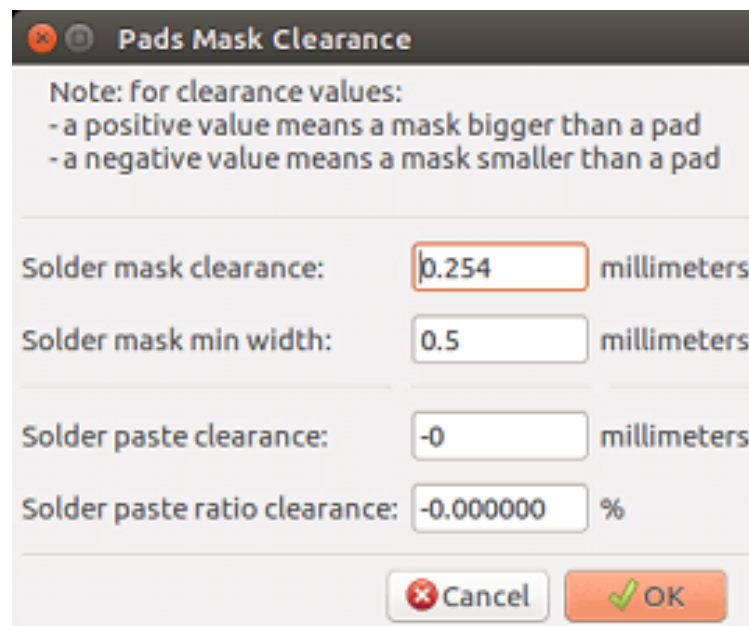 Pads Mask Clearance
Note: for clearance values:
- a positive value means a mask bigger than a pad
- a negative value means a mask smaller than a pad
Solder mask clearance: 0.254 millimeters
Solder mask min width: 0.5 millimeters
Solder paste clearance: -0 millimeters
Solder paste ratio clearance: -0.000000 %
Cancel OK